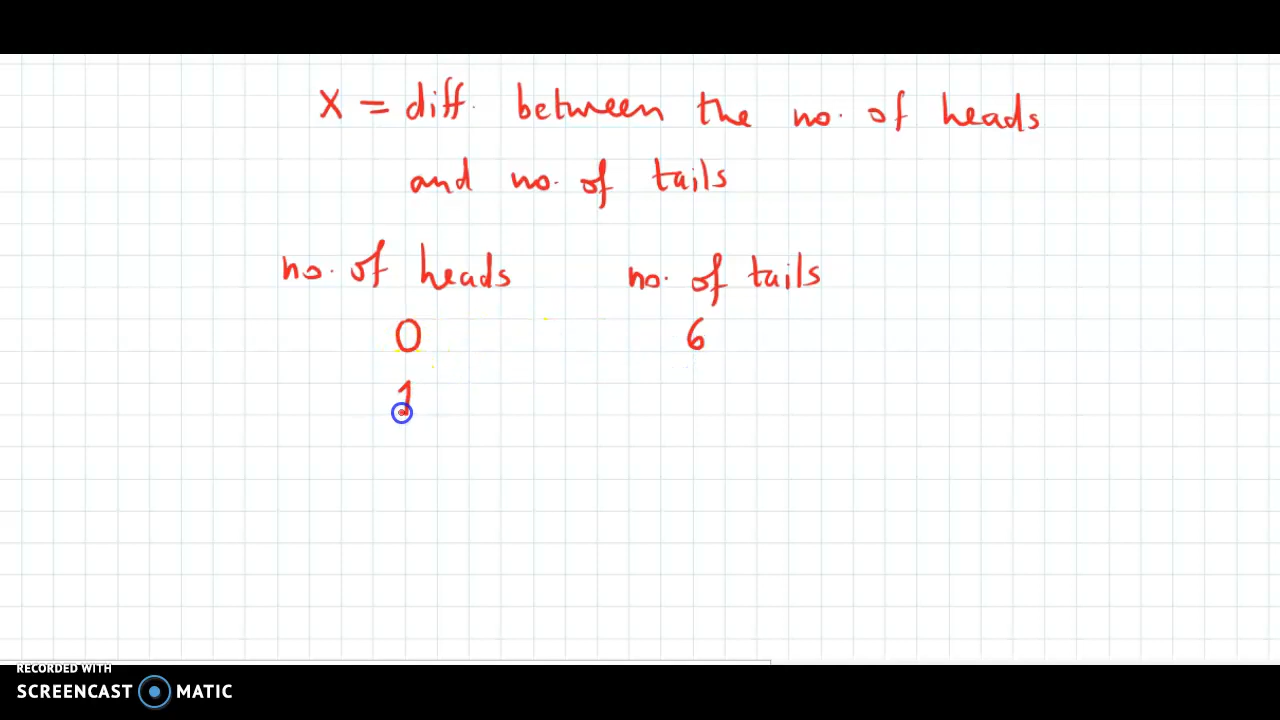 X = diff. between the no. of heads
and no. of tails
no. of heads no. of tails
0 6
1
RECORDED WITH
SCREENCAST MATIC